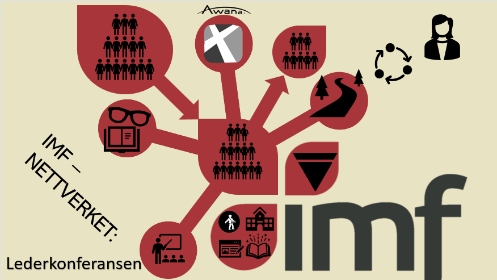 Awana
IMF –
NETTVERKET:
imf
Lederkonferansen